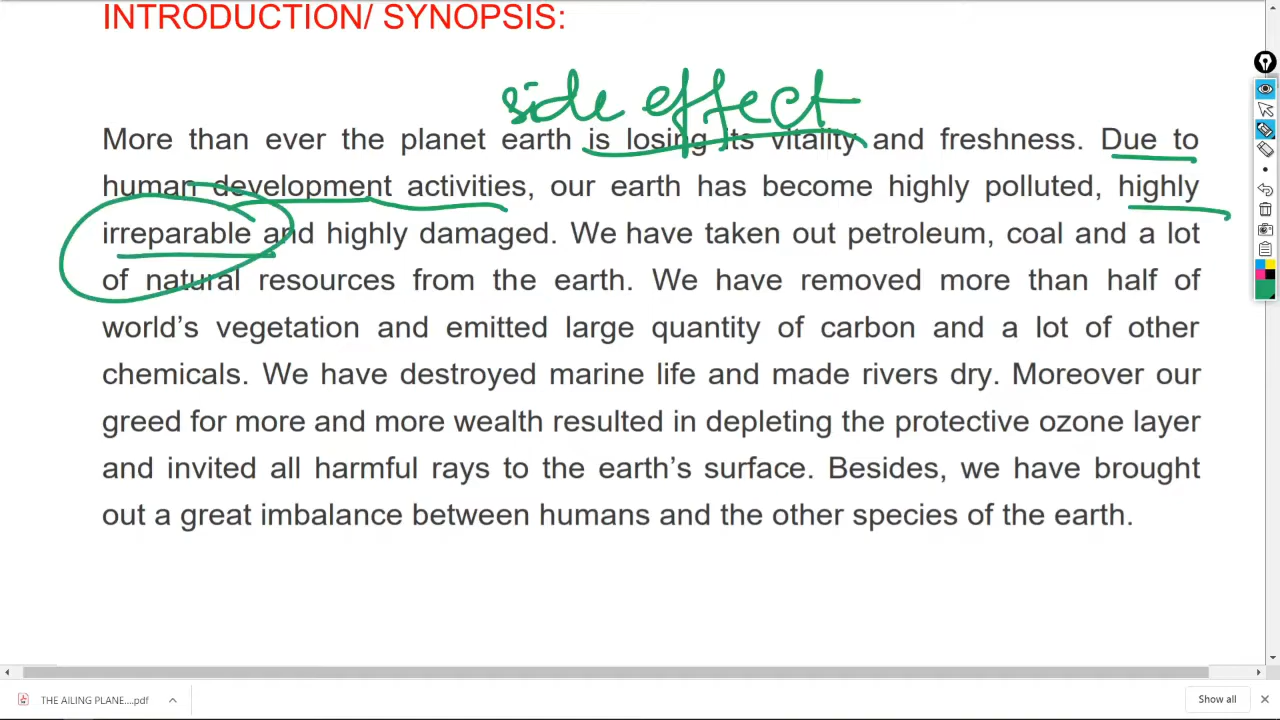 INTRODUCTION/ SYNOPSIS:
side effect
More than ever the planet earth is losing its vitality and freshness. Due to
human development activities, our earth has become highly polluted, highly
irreparable and highly damaged. We have taken out petroleum, coal and a lot
of natural resources from the earth. We have removed more than half of
world's vegetation and emitted large quantity of carbon and a lot of other
chemicals. We have destroyed marine life and made rivers dry. Moreover our
greed for more and more wealth resulted in depleting the protective ozone layer
and invited all harmful rays to the earth's surface. Besides, we have brought
out a great imbalance between humans and the other species of the earth.
THE AILING PLANE....pdf
Show all